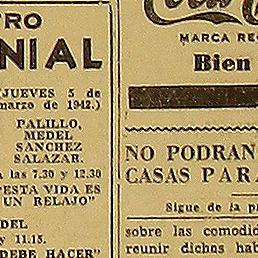 TRO
NIAL
(JUEVES 5 de
marzo de 1942.)
PALILLO,
MEDEL
SANCHEZ
SALAZAR.
a las 7.30 y 12.30
"ESTA VIDA ES
UN RELAJO"
DEL
y 11.15.
DEBE HACER"
MARCA RE
Bien
NO PODRAN
CASAS PARA
Sigue de la p
sobre las comodid
reunir dichas hab